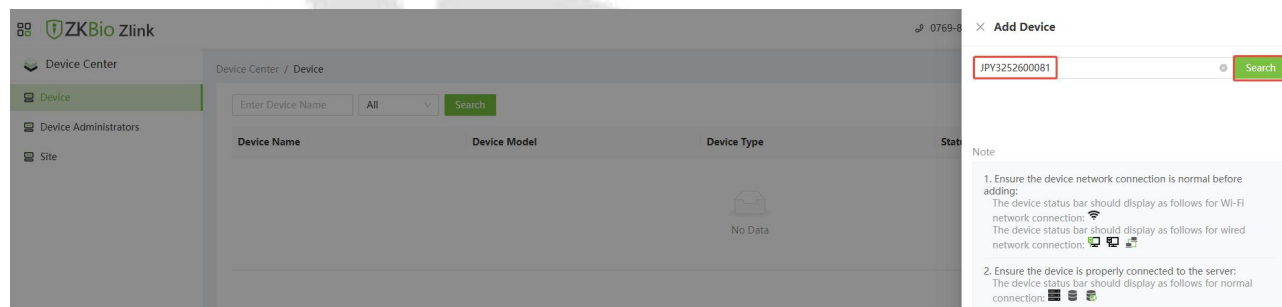 ZKBio Zlink
0769-8
Device Center
Device
Device Administrators
Site
Device Center / Device
Enter Device Name
All
Search
Device Name
Device Model
Device Type
Statu
No Data
Add Device
JPY3252600081
Search
Note
1. Ensure the device network connection is normal before
adding:
The device status bar should display as follows for Wi-Fi
network connection:
The device status bar should display as follows for wired
network connection:
2. Ensure the device is properly connected to the server:
The device status bar should display as follows for normal
connection: